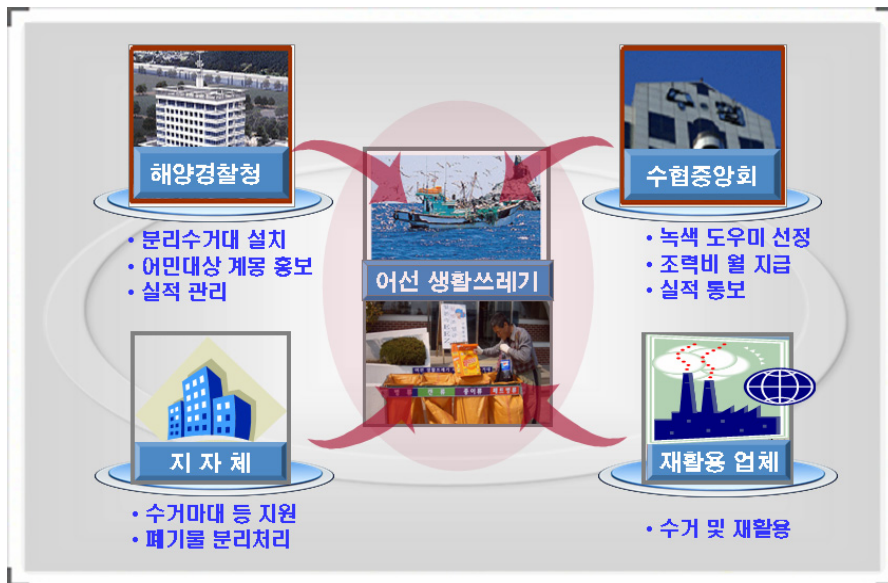 해양경찰청
• 분리수거대 설치
• 어민대상 계몽 홍보
• 실적 관리
수협중앙회
• 녹색 도우미 선정
• 조력비 월 지급
• 실적 통보
어선 생활쓰레기
지 자 체
• 수거마대 등 지원
• 폐기물 분리처리
재활용 업체
• 수거 및 재활용